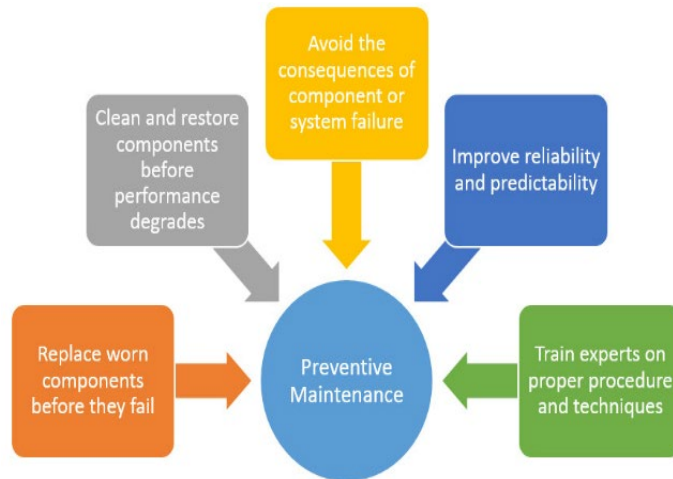 Avoid the
consequences of
component or
system failure
Clean and restore
components
before
performance
degrades
Improve reliability
and predictability
Replace worn
components
before they fail
Preventive
Maintenance
Train experts on
proper procedure
and techniques